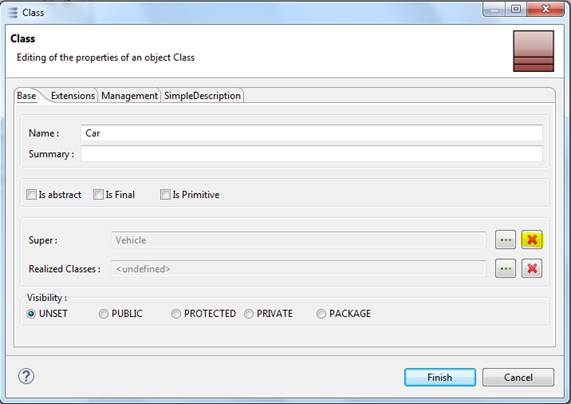 Class
Class
Editing of the properties of an object Class
Base Extensions Management SimpleDescription
Name : Car
Summary :
Is abstract Is Final Is Primitive
Super : Vehicle
Realized Classes : <undefined>
Visibility :
UNSET PUBLIC PROTECTED PRIVATE PACKAGE
Finish Cancel